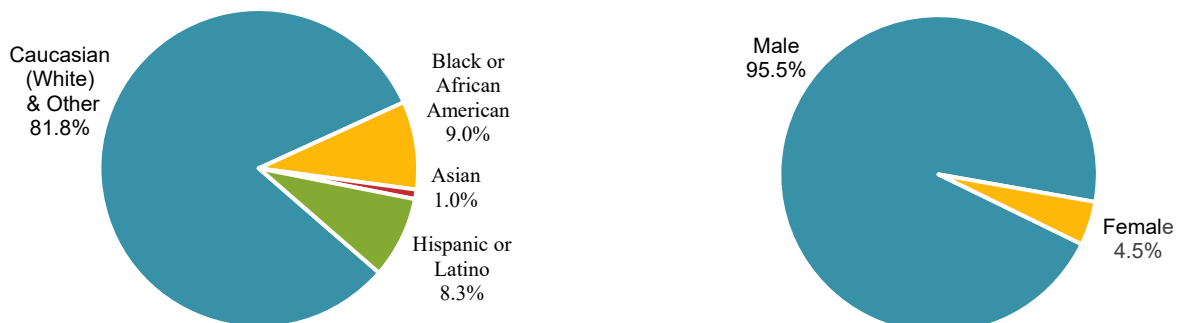 Caucasian
(White)
& Other
81.8%
Black or
African
American
9.0%
Asian
1.0%
Hispanic or
Latino
8.3%
Male
95.5%
Female
4.5%